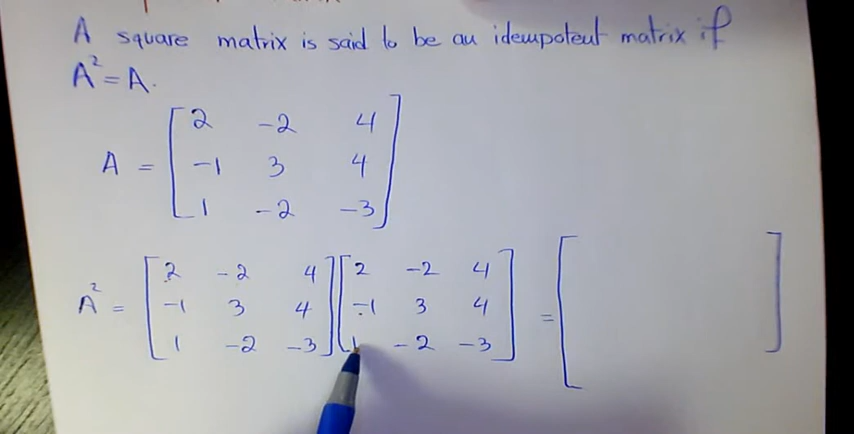 A square matrix is said to be an idempotent matrix if
A² = A.
A = [ 2 -2 4
-1 3 4
1 -2 -3 ]
A² = [ 2 -2 4 ] [ 2 -2 4 ] = [ ]
-1 3 4 -1 3 4
1 -2 -3 1 -2 -3